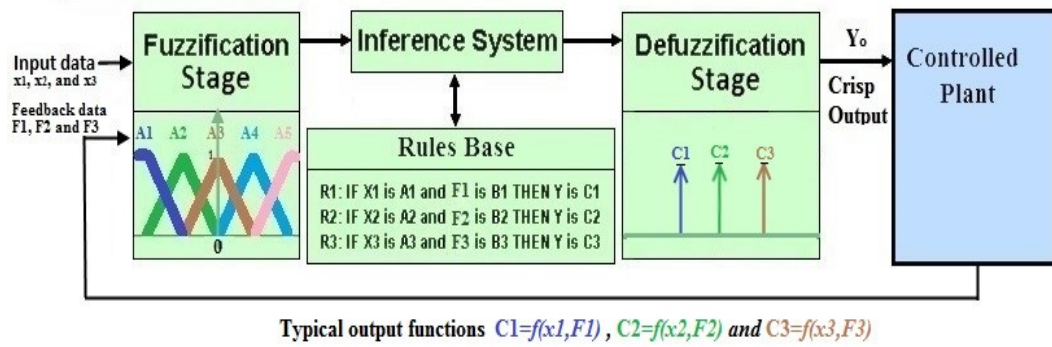 Input data
x1, x2, and x3
Feedback data
F1, F2 and F3
Fuzzification
Stage
A1 A2 A3 A4 A5
1
0
Inference System
Rules Base
R1: IF X1 is A1 and F1 is B1 THEN Y is C1
R2: IF X2 is A2 and F2 is B2 THEN Y is C2
R3: IF X3 is A3 and F3 is B3 THEN Y is C3
Defuzzification
Stage
C1 C2 C3
Yo
Crisp
Output
Controlled
Plant
Typical output functions C1=f(x1,F1) , C2=f(x2,F2) and C3=f(x3,F3)